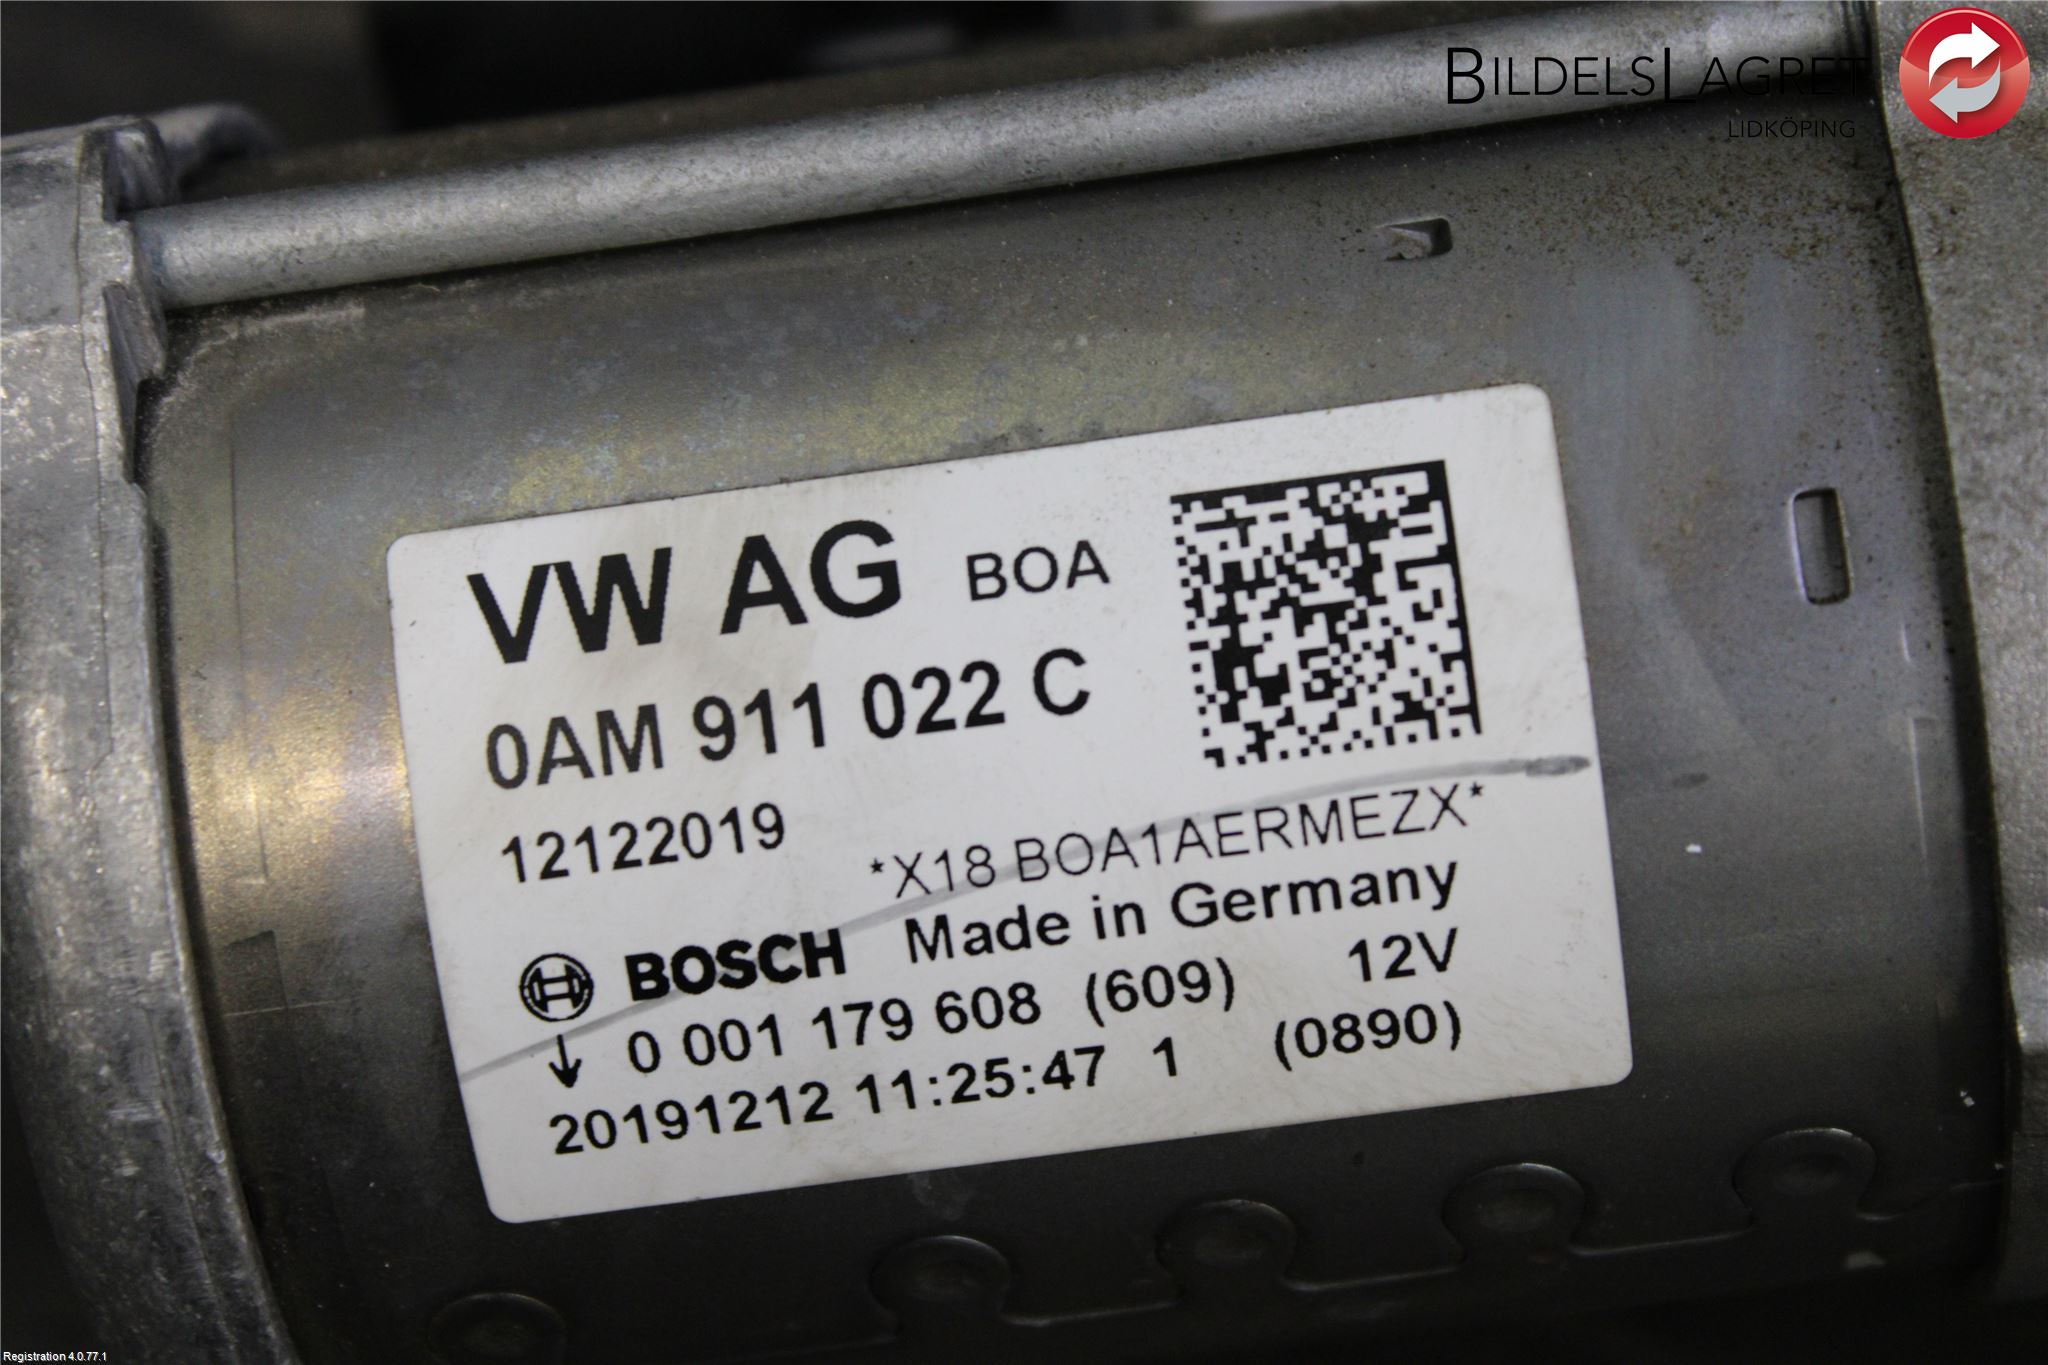 BILDELSLAGRET
LIDKÖPING
VW AG BOA
0AM 911 022 C
12122019
*X18 BOA1AERMEZX*
BOSCH Made in Germany
0 001 179 608 (609) 12V
20191212 11:25:47 1 (0890)
Registration 4.0.77.1